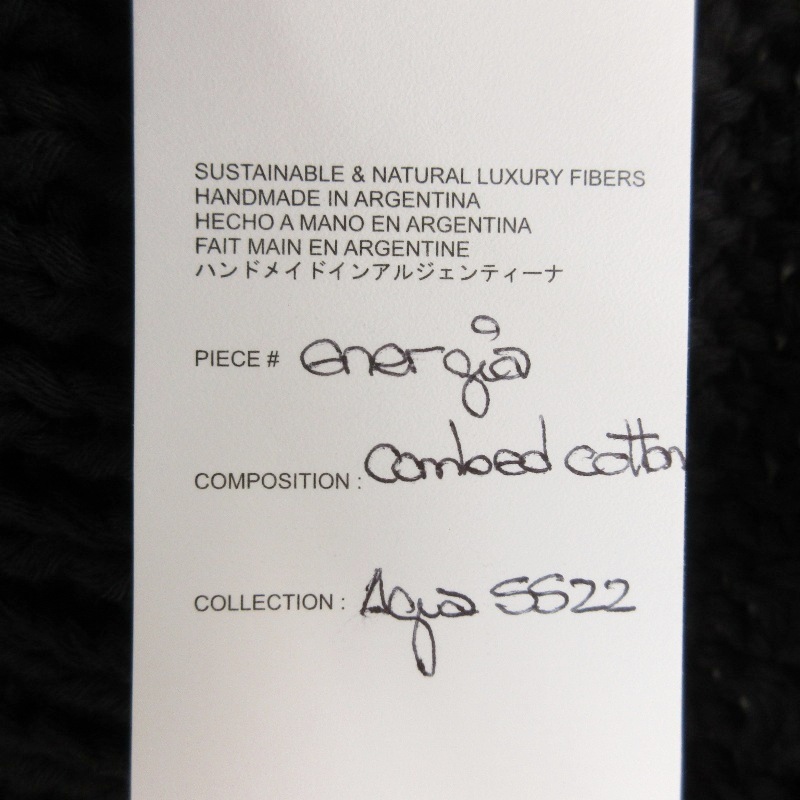 SUSTAINABLE & NATURAL LUXURY FIBERS
HANDMADE IN ARGENTINA
HECHO A MANO EN ARGENTINA
FAIT MAIN EN ARGENTINE
ハンドメイドインアルジェンティーナ
PIECE # energia
COMPOSITION : combed cotton
COLLECTION : Aqua SS22